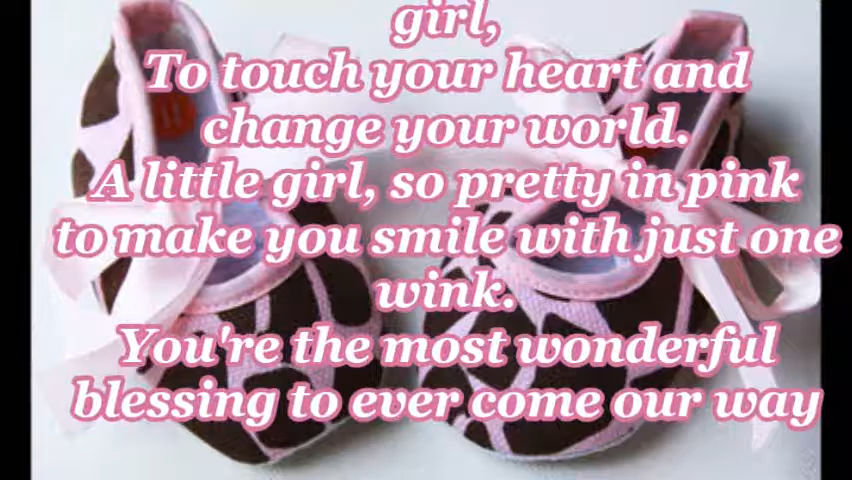 girl,
To touch your heart and
change your world.
A little girl, so pretty in pink
to make you smile with just one
wink.
You're the most wonderful
blessing to ever come our way